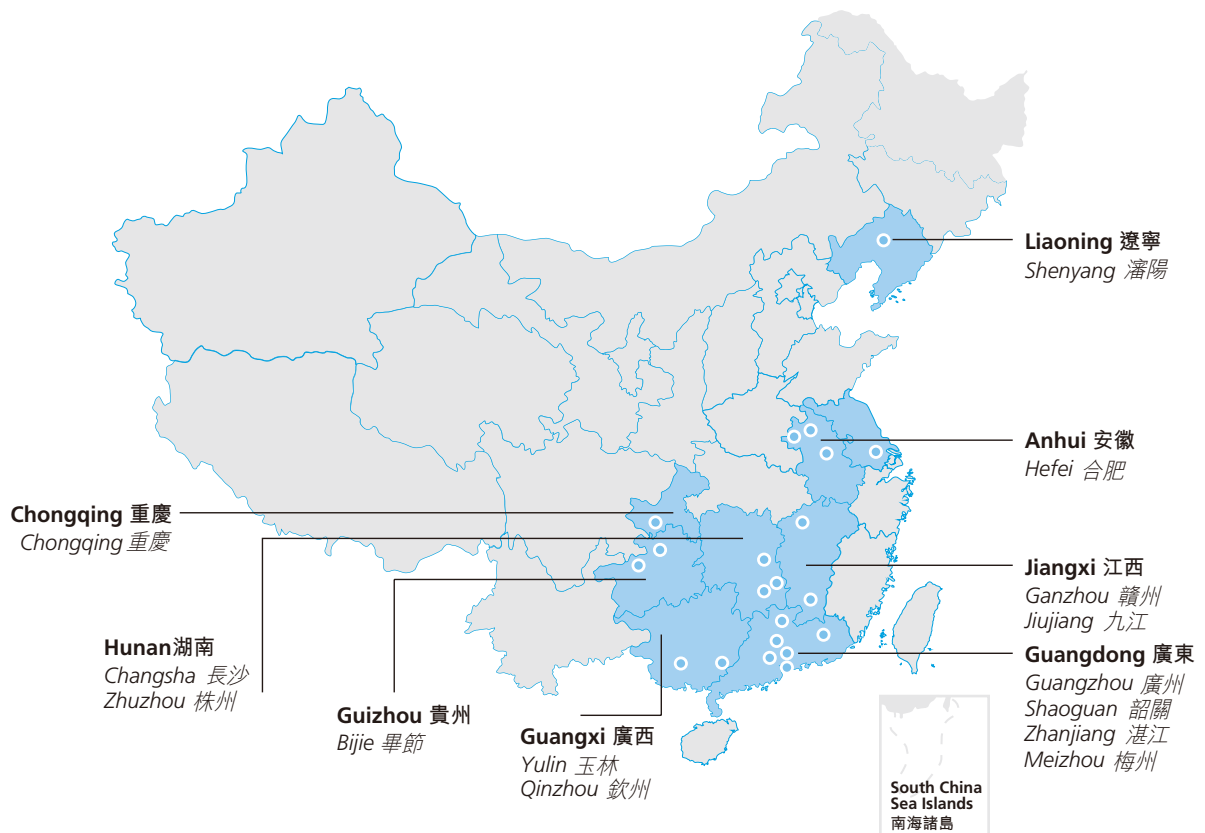 Liaoning 遼寧
Shenyang 瀋陽
Anhui 安徽
Hefei 合肥
Chongqing 重慶
Chongqing 重慶
Jiangxi 江西
Ganzhou 贛州
Jiujiang 九江
Hunan湖南
Changsha 長沙
Zhuzhou 株州
Guangdong 廣東
Guangzhou 廣州
Shaoguan 韶關
Zhanjiang 湛江
Meizhou 梅州
Guizhou 貴州
Bijie 畢節
Guangxi 廣西
Yulin 玉林
Qinzhou 欽州
South China
Sea Islands
南海諸島